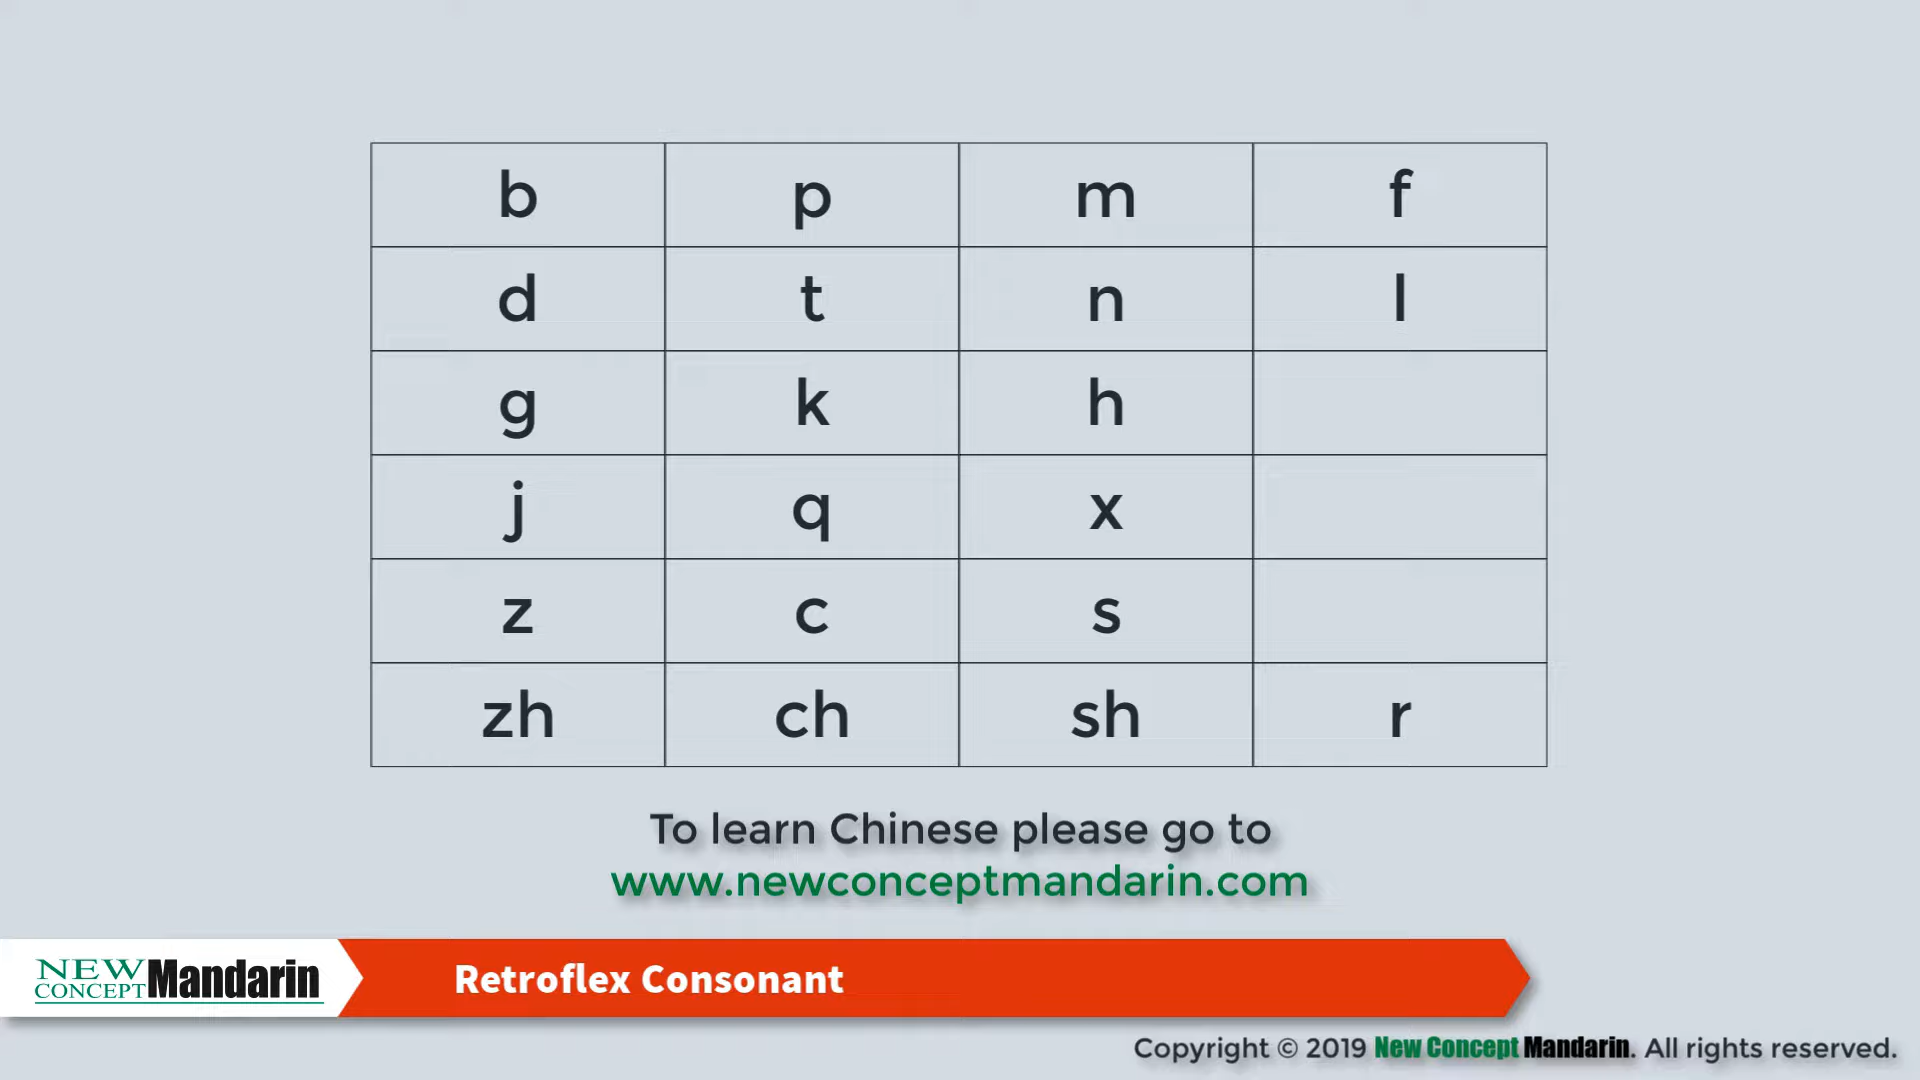 b p m f
d t n l
g k h
j q x
z c s
zh ch sh r
To learn Chinese please go to
www.newconceptmandarin.com
NEW CONCEPT Mandarin
Retroflex Consonant
Copyright © 2019 New Concept Mandarin. All rights reserved.